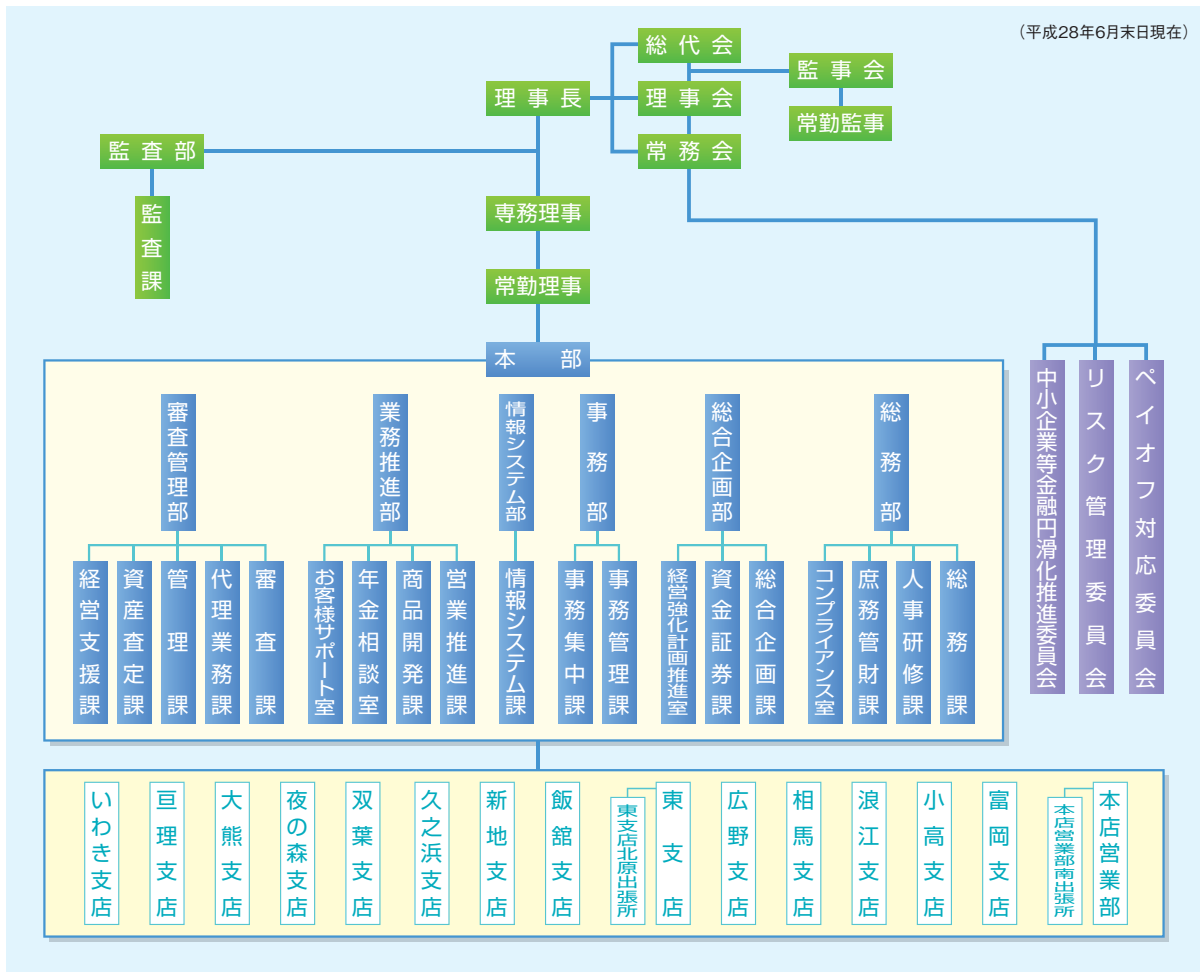 （平成28年6月末日現在）
総代会
監事会
理事長
理事会
常勤監事
監査部
常務会
監査課
専務理事
常勤理事
本部
中小企業等金融円滑化推進委員会
リスク管理委員会
ペイオフ対応委員会
審査管理部
業務推進部
情報システム部
事務部
総合企画部
総務部
経営支援課
資産査定課
管理課
代理業務課
審査課
お客様サポート室
年金相談室
商品開発課
営業推進課
情報システム課
事務集中課
事務管理課
経営強化計画推進室
資金証券課
総合企画課
コンプライアンス室
庶務管財課
人事研修課
総務課
いわき支店
亘理支店
大熊支店
夜の森支店
双葉支店
久之浜支店
新地支店
飯舘支店
東支店北原出張所
東支店
広野支店
相馬支店
浪江支店
小高支店
富岡支店
本店営業部南出張所
本店営業部